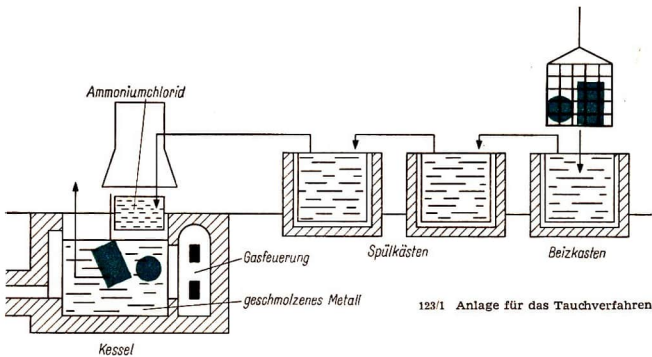 Ammoniumchlorid
Spülkästen
Beizkasten
Gasfeuerung
geschmolzenes Metall
123/1 Anlage für das Tauchverfahren
Kessel